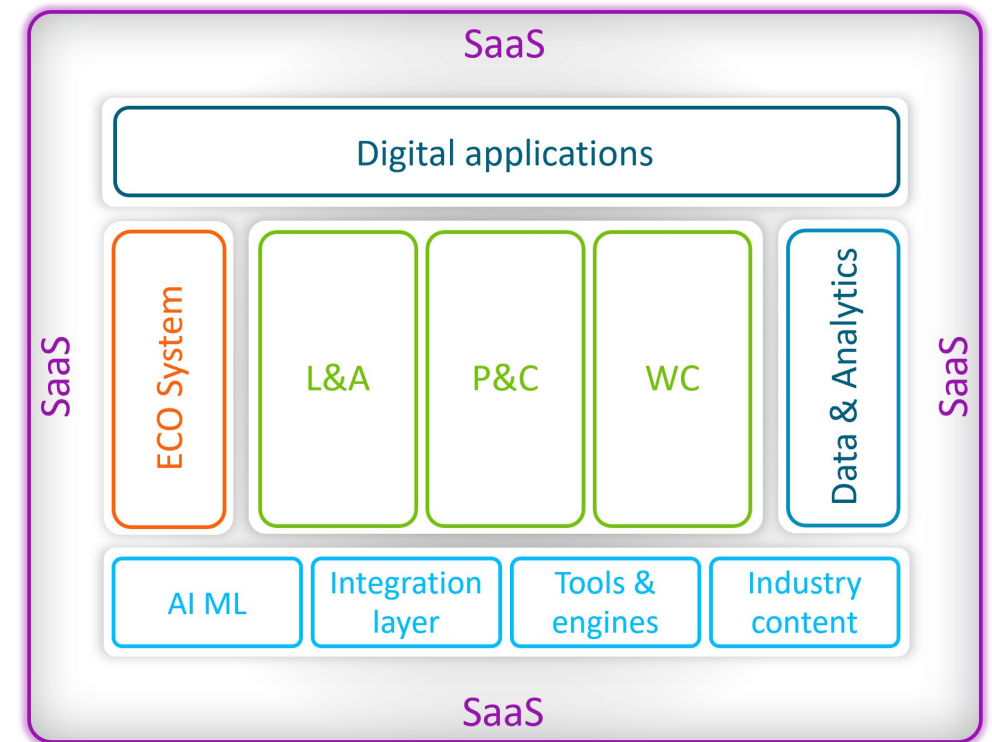 SaaS
Digital applications
SaaS
ECO System
L&A
P&C
WC
Data & Analytics
SaaS
AI ML
Integration
layer
Tools &
engines
Industry
content
SaaS